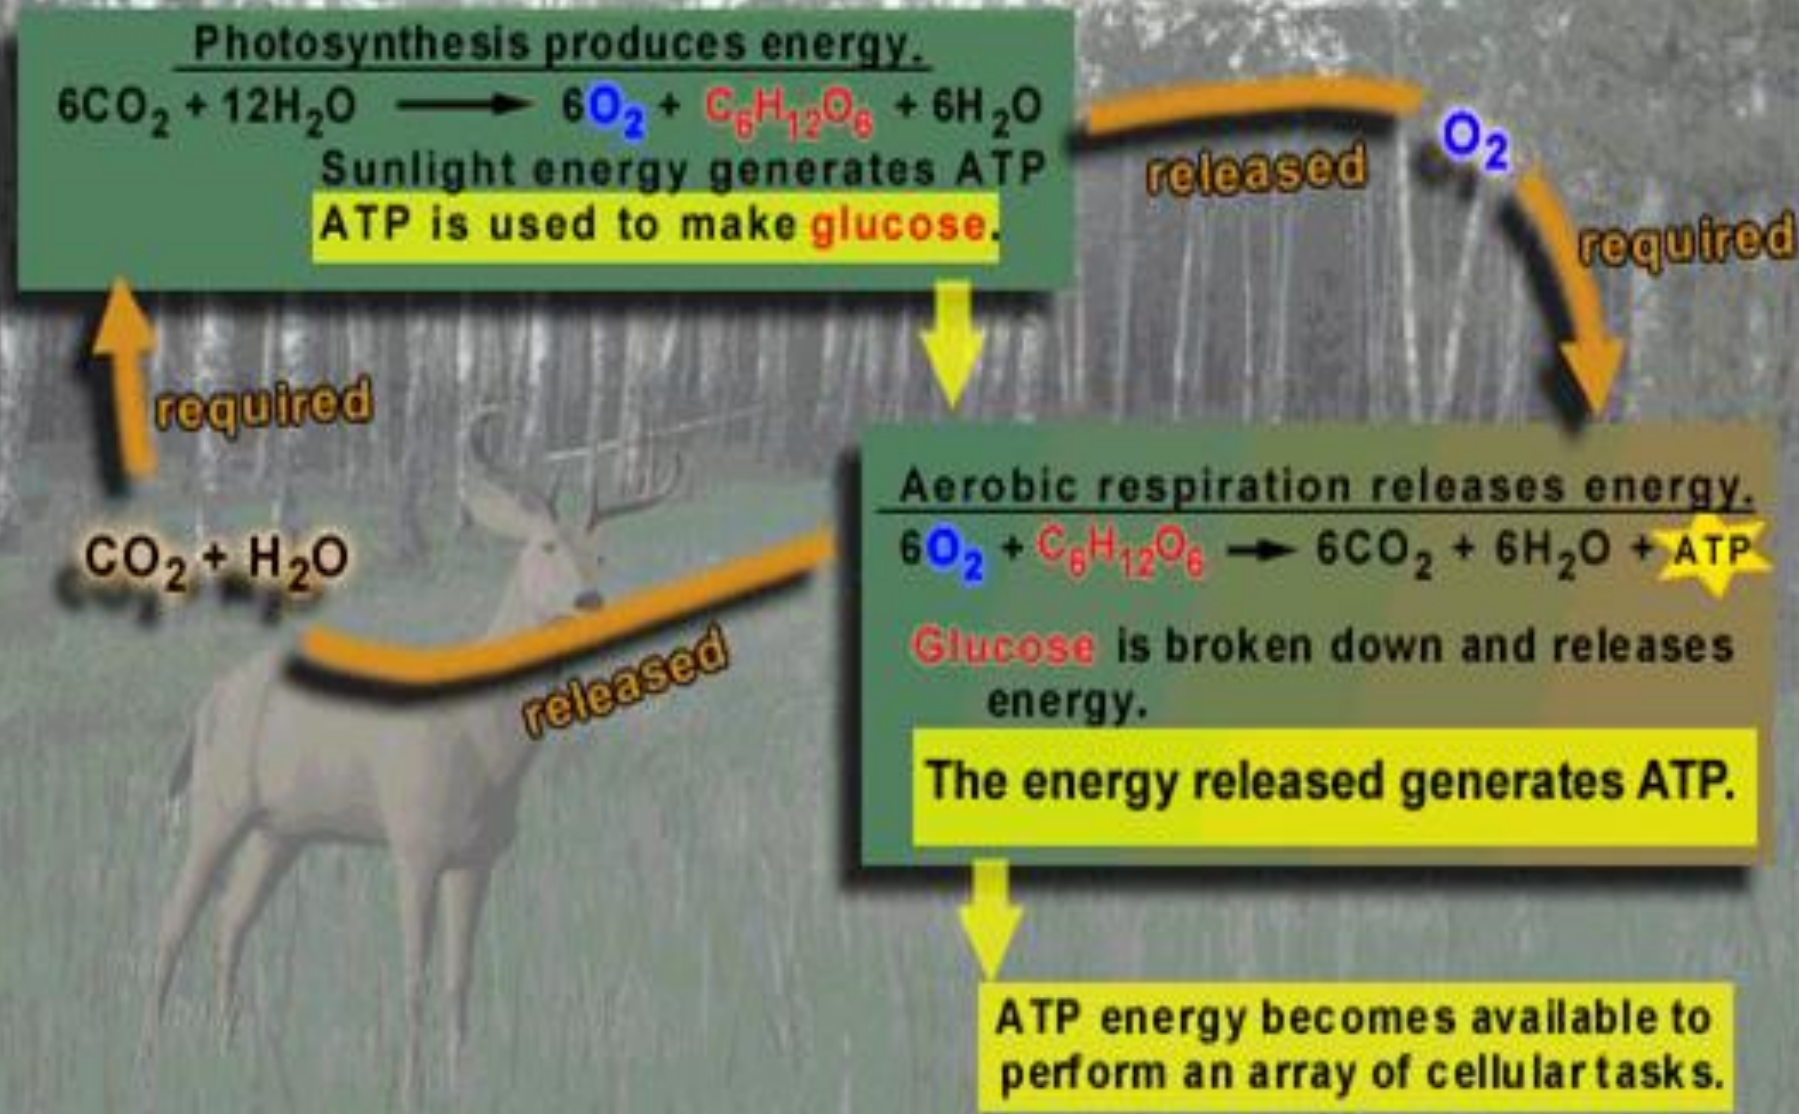 Photosynthesis produces energy.
6CO₂ + 12H₂O → 6O₂ + C₆H₁₂O₆ + 6H₂O
Sunlight energy generates ATP
ATP is used to make glucose.
released
O₂
required
required
CO₂ + H₂O
released
Aerobic respiration releases energy.
6O₂ + C₆H₁₂O₆ → 6CO₂ + 6H₂O + ATP
Glucose is broken down and releases
energy.
The energy released generates ATP.
ATP energy becomes available to
perform an array of cellular tasks.